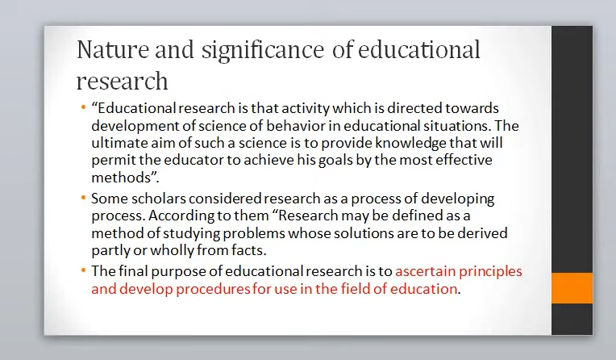 Nature and significance of educational
research
• “Educational research is that activity which is directed towards
development of science of behavior in educational situations. The
ultimate aim of such a science is to provide knowledge that will
permit the educator to achieve his goals by the most effective
methods”.
• Some scholars considered research as a process of developing
process. According to them “Research may be defined as a
method of studying problems whose solutions are to be derived
partly or wholly from facts.
• The final purpose of educational research is to ascertain principles
and develop procedures for use in the field of education.